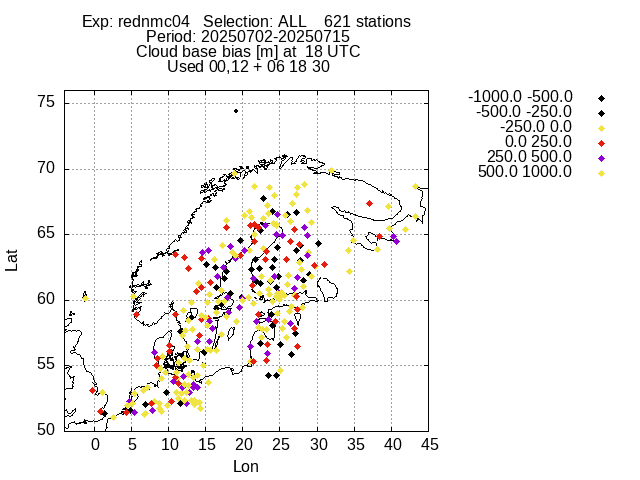 Exp: rednmc04   Selection: ALL    621 stations
Period: 20250702-20250715
Cloud base bias [m] at  18 UTC
Used 00,12 + 06 18 30
-1000.0 -500.0
-500.0 -250.0
-250.0 0.0
0.0 250.0
250.0 500.0
500.0 1000.0
75
70
65
60
55
50
Lat
0 5 10 15 20 25 30 35 40 45
Lon